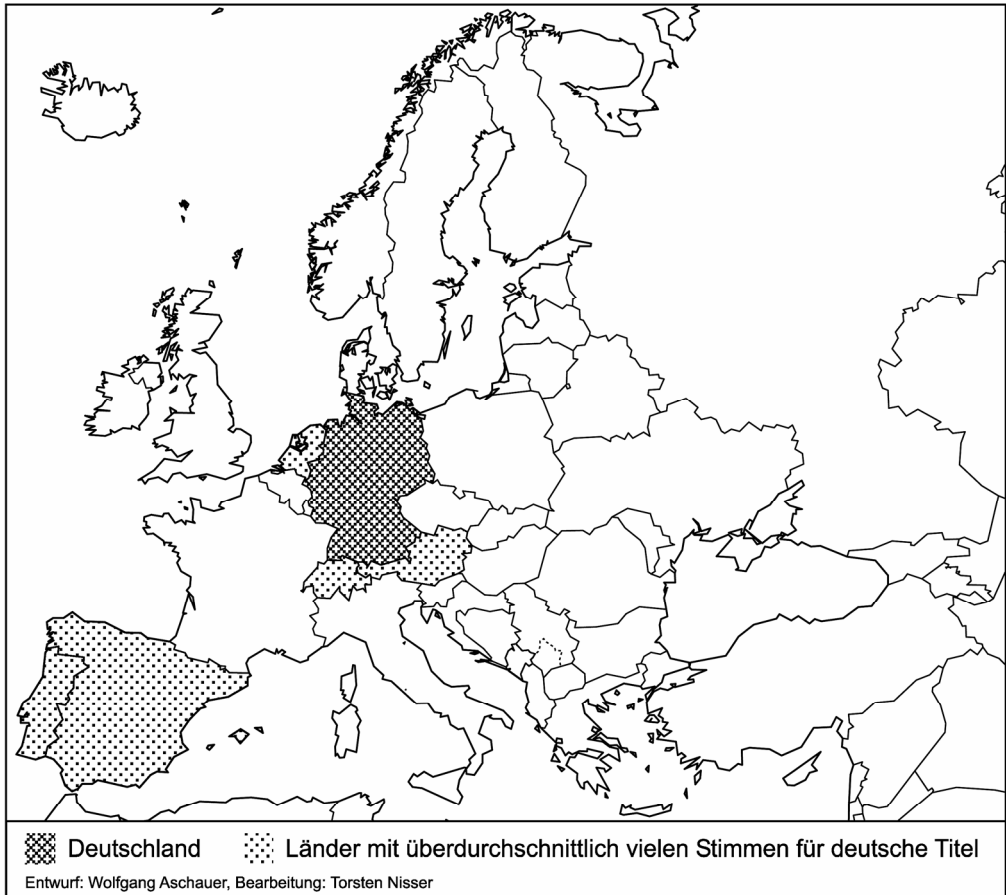 Deutschland
Länder mit überdurchschnittlich vielen Stimmen für deutsche Titel
Entwurf: Wolfgang Aschauer, Bearbeitung: Torsten Nisser